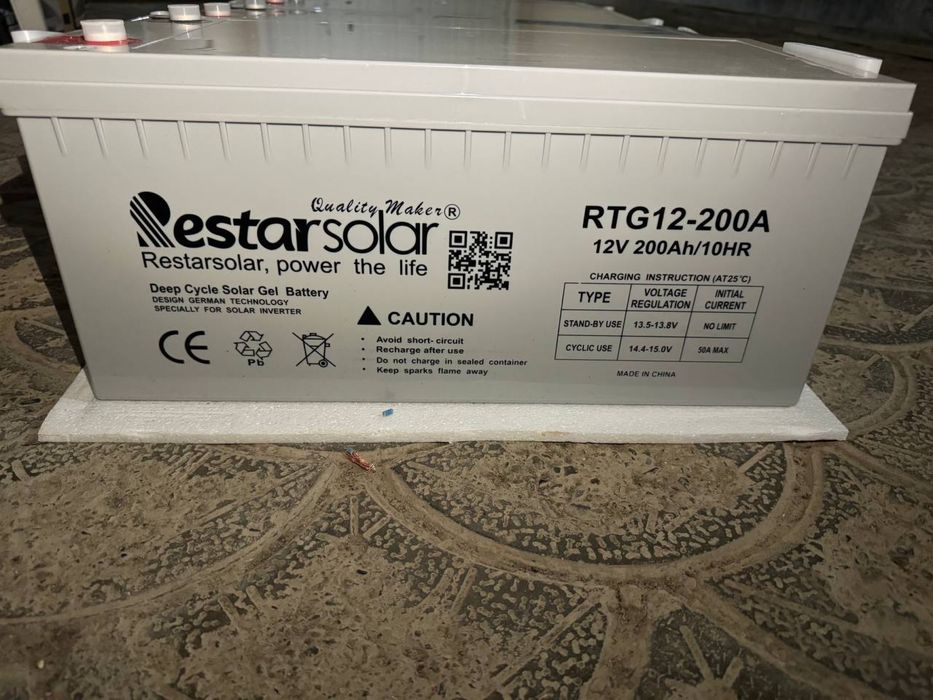 Quality Maker®
Restarsolar
Restarsolar, power the life
Deep Cycle Solar Gel Battery
DESIGN GERMAN TECHNOLOGY
SPECIALLY FOR SOLAR INVERTER
CE
Pb
CAUTION
• Avoid short- circuit
• Recharge after use
• Do not charge in sealed container
• Keep sparks flame away
RTG12-200A
12V 200Ah/10HR
CHARGING INSTRUCTION (AT25℃)
TYPE VOLTAGE REGULATION INITIAL CURRENT
STAND-BY USE 13.5-13.8V NO LIMIT
CYCLIC USE 14.4-15.0V 50A MAX
MADE IN CHINA